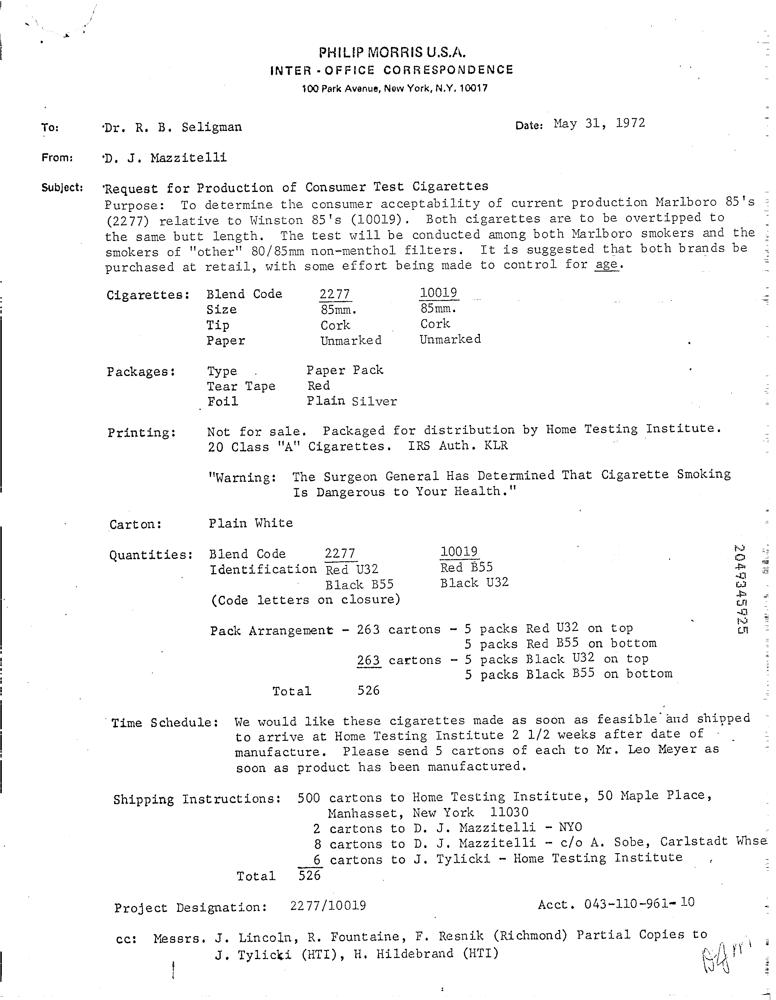 PHILIP MORRIS U.S.A.
INTER - OFFICE CORRESPONDENCE
100 Park Avenue, New York, N.Y. 10017
To: Dr. R. B. Seligman Date: May 31, 1972
From: D. J. Mazzitelli
Subject: Request for Production of Consumer Test Cigarettes
Purpose: To determine the consumer acceptability of current production Marlboro 85's
(2277) relative to Winston 85's (10019). Both cigarettes are to be overtipped to
the same butt length. The test will be conducted among both Marlboro smokers and the
smokers of "other" 80/85mm non-menthol filters. It is suggested that both brands be
purchased at retail, with some effort being made to control for age.
Cigarettes: Blend Code 2277 10019
Size 85mm. 85mm.
Tip Cork Cork
Paper Unmarked Unmarked
Packages: Type Paper Pack
Tear Tape Red
Foil Plain Silver
Printing: Not for sale. Packaged for distribution by Home Testing Institute.
20 Class "A" Cigarettes. IRS Auth. KLR
"Warning: The Surgeon General Has Determined That Cigarette Smoking
Is Dangerous to Your Health."
Carton: Plain White
Quantities: Blend Code 2277 10019
Identification Red U32 Red B55
Black B55 Black U32
(Code letters on closure)
Pack Arrangement - 263 cartons - 5 packs Red U32 on top
5 packs Red B55 on bottom
263 cartons - 5 packs Black U32 on top
5 packs Black B55 on bottom
Total 526
Time Schedule: We would like these cigarettes made as soon as feasible and shipped
to arrive at Home Testing Institute 2 1/2 weeks after date of
manufacture. Please send 5 cartons of each to Mr. Leo Meyer as
soon as product has been manufactured.
Shipping Instructions: 500 cartons to Home Testing Institute, 50 Maple Place,
Manhasset, New York 11030
2 cartons to D. J. Mazzitelli - NYO
8 cartons to D. J. Mazzitelli - c/o A. Sobe, Carlstadt Whse
6 cartons to J. Tylicki - Home Testing Institute
Total 526
Project Designation: 2277/10019 Acct. 043-110-961-10
cc: Messrs. J. Lincoln, R. Fountaine, F. Resnik (Richmond) Partial Copies to
J. Tylicki (HTI), H. Hildebrand (HTI)
2049345925